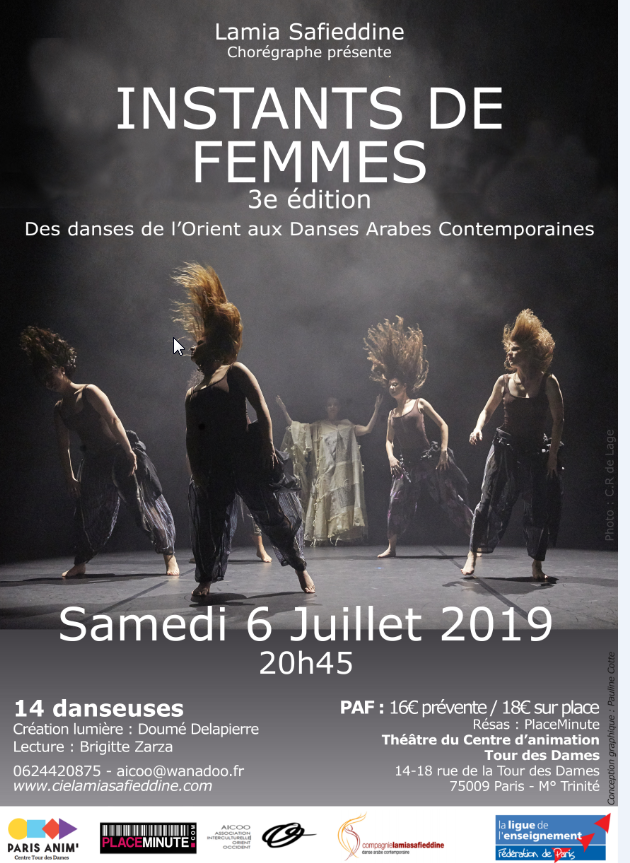 Lamia Safieddine
Chorégraphe présente
INSTANTS DE
FEMMES
3e édition
Des danses de l'Orient aux Danses Arabes Contemporaines
Photo : C.R de Lage
Samedi 6 Juillet 2019
20h45
14 danseuses
Création lumière : Doumé Delapierre
Lecture : Brigitte Zarza
0624420875 - aicoo@wanadoo.fr
www.cielamiasafieddine.com
PAF : 16€ prévente / 18€ sur place
Résas : PlaceMinute
Théâtre du Centre d'animation
Tour des Dames
14-18 rue de la Tour des Dames
75009 Paris - M° Trinité
Conception graphique : Pauline Cotte
PARIS ANIM'
Centre Tour des Dames
PLACEMINUTE.COM
AICOO
ASSOCIATION
INTERCULTURELLE
ORIENT
OCCIDENT
compagnielamiasafieddine
danse arabe contemporaine
la ligue de
l'enseignement
fédération de Paris